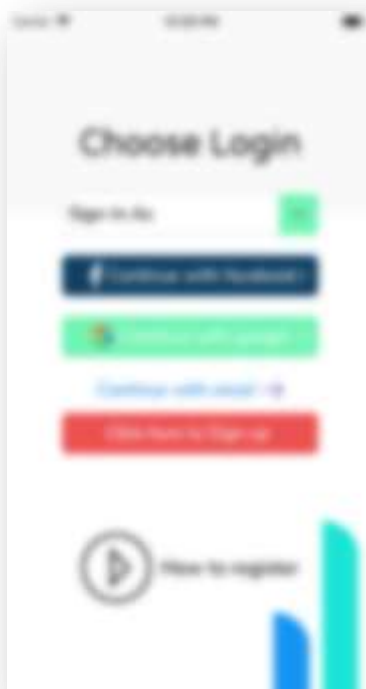 Choose Login
Sign In As
Continue with facebook
Continue with google
Continue with email
Click here to Sign up
How to register